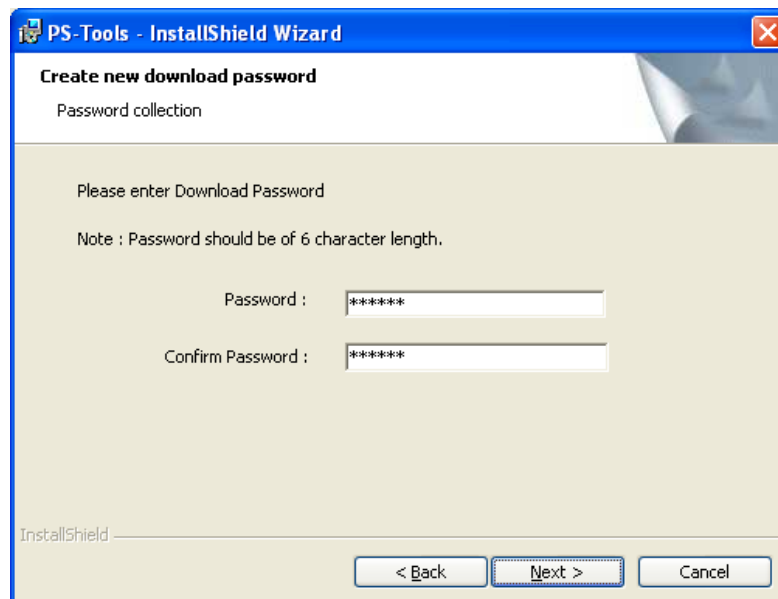 PS-Tools - InstallShield Wizard
Create new download password
Password collection
Please enter Download Password
Note : Password should be of 6 character length.
Password : ******
Confirm Password : ******
InstallShield
< Back Next > Cancel